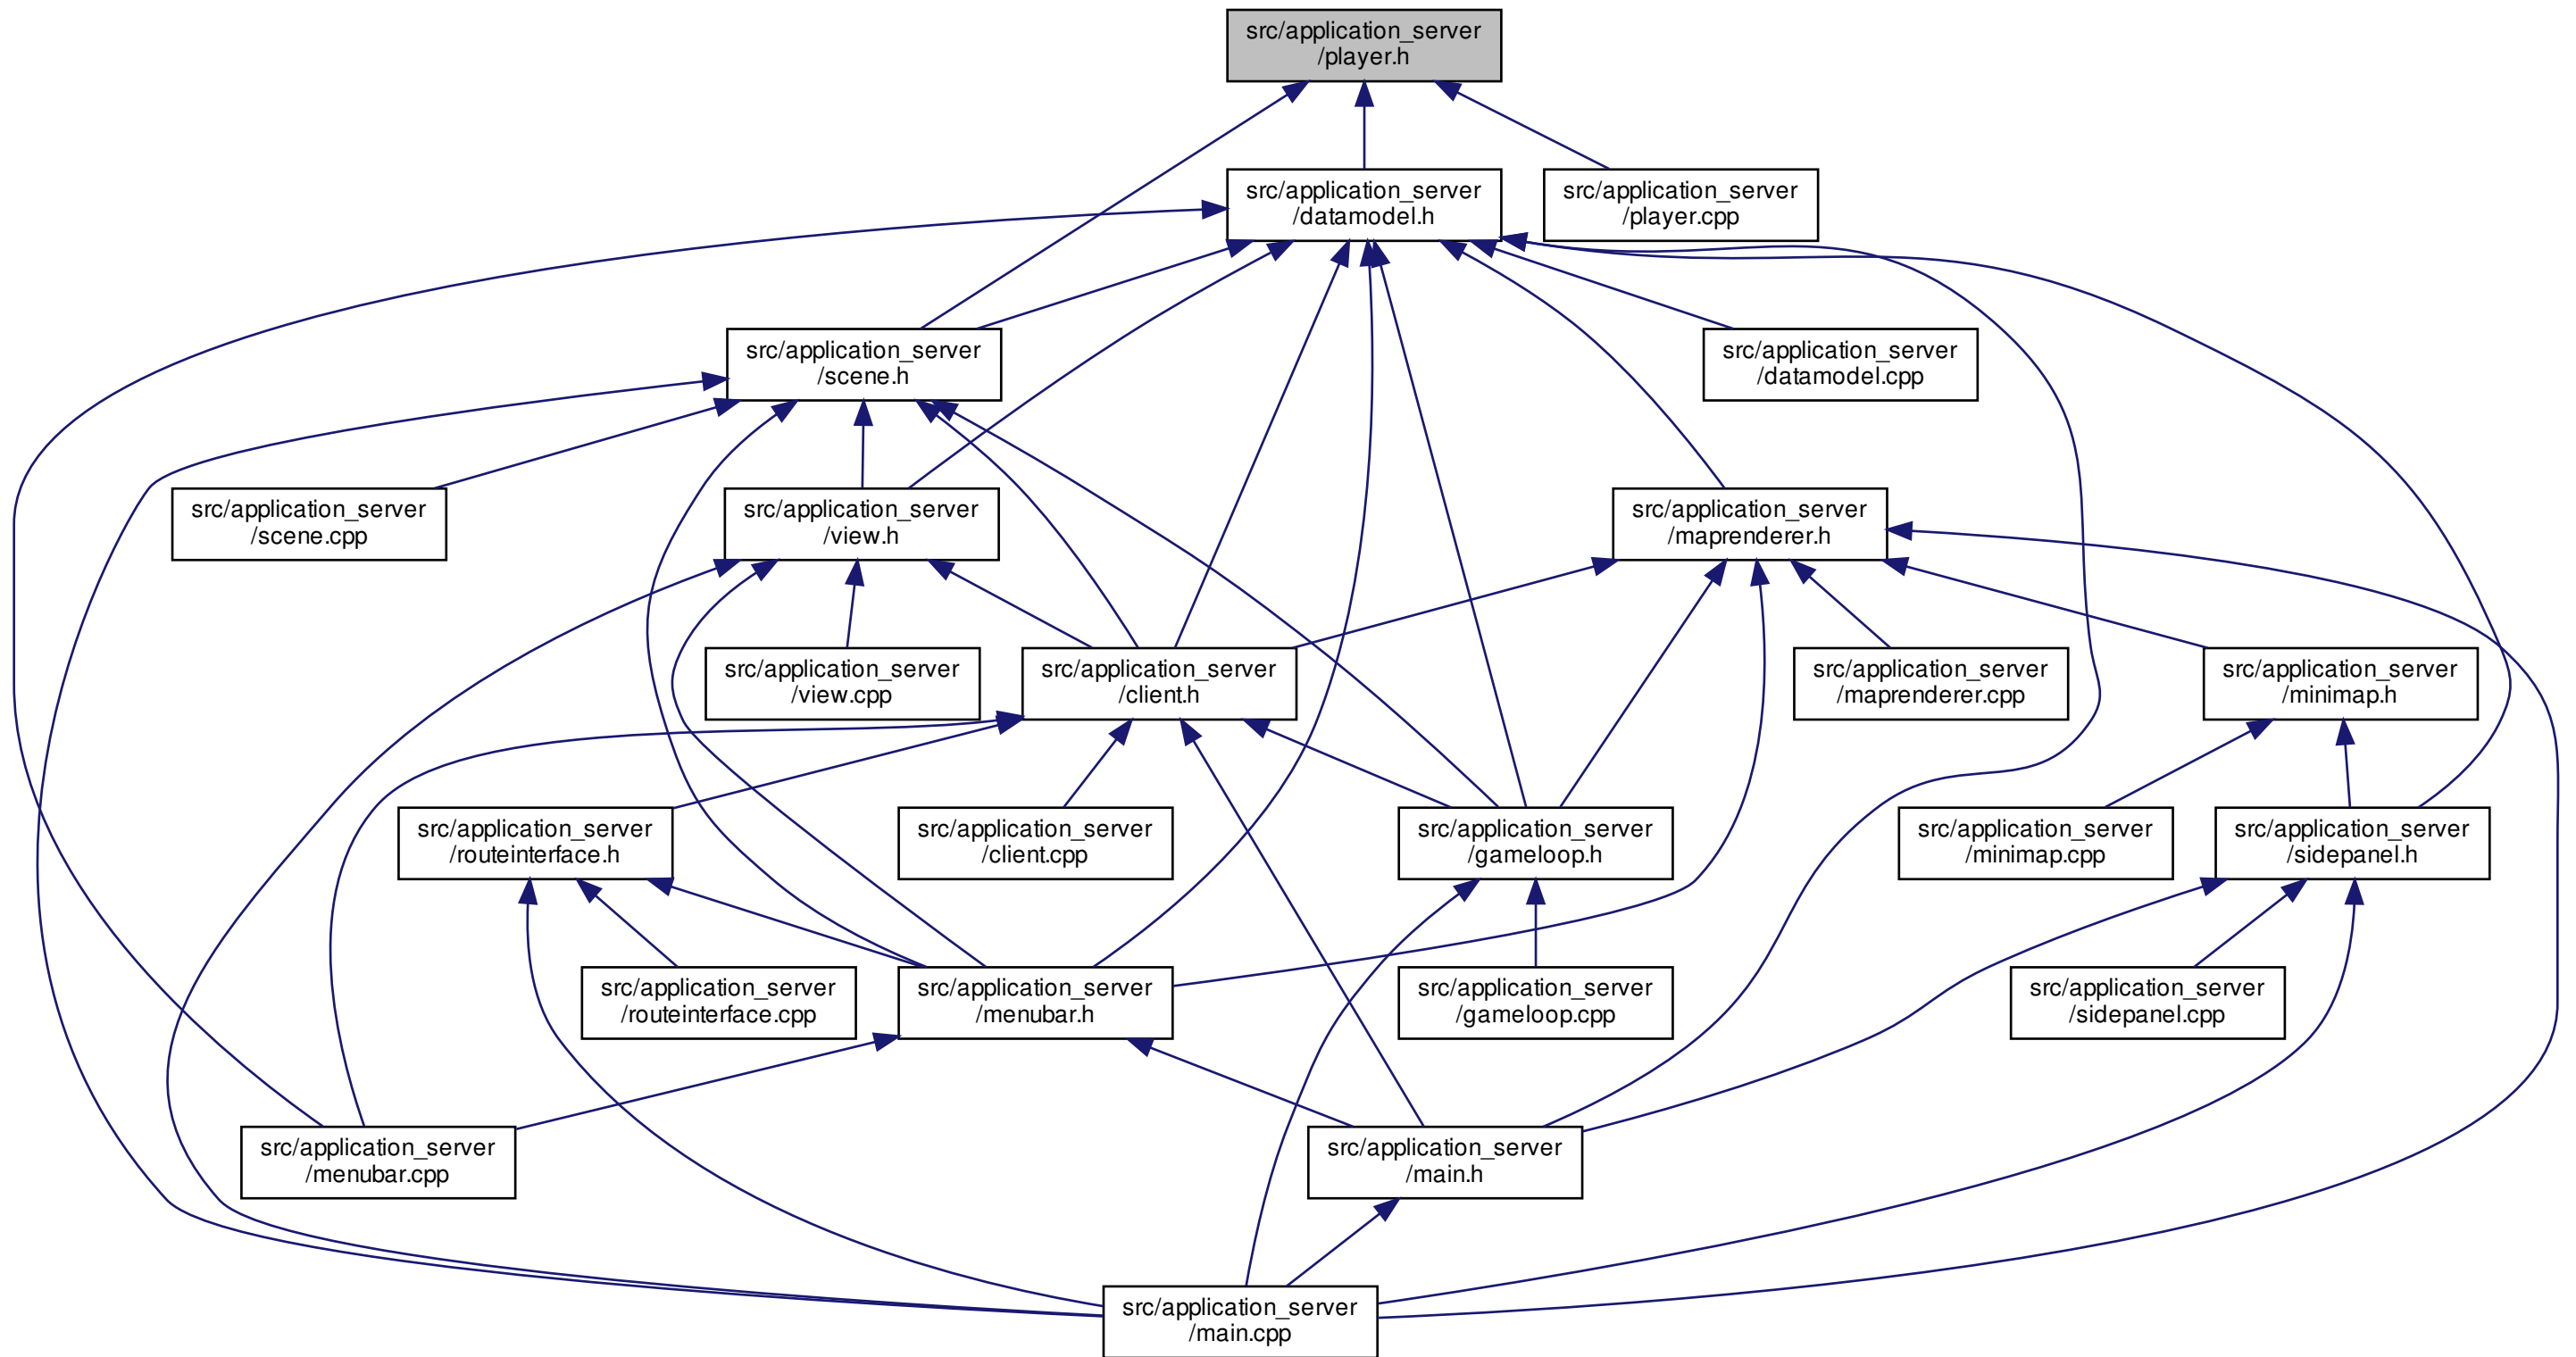 src/application_server
/player.h
src/application_server
/datamodel.h
src/application_server
/player.cpp
src/application_server
/scene.h
src/application_server
/datamodel.cpp
src/application_server
/scene.cpp
src/application_server
/view.h
src/application_server
/maprenderer.h
src/application_server
/view.cpp
src/application_server
/client.h
src/application_server
/maprenderer.cpp
src/application_server
/minimap.h
src/application_server
/routeinterface.h
src/application_server
/client.cpp
src/application_server
/gameloop.h
src/application_server
/minimap.cpp
src/application_server
/sidepanel.h
src/application_server
/routeinterface.cpp
src/application_server
/menubar.h
src/application_server
/gameloop.cpp
src/application_server
/sidepanel.cpp
src/application_server
/menubar.cpp
src/application_server
/main.h
src/application_server
/main.cpp